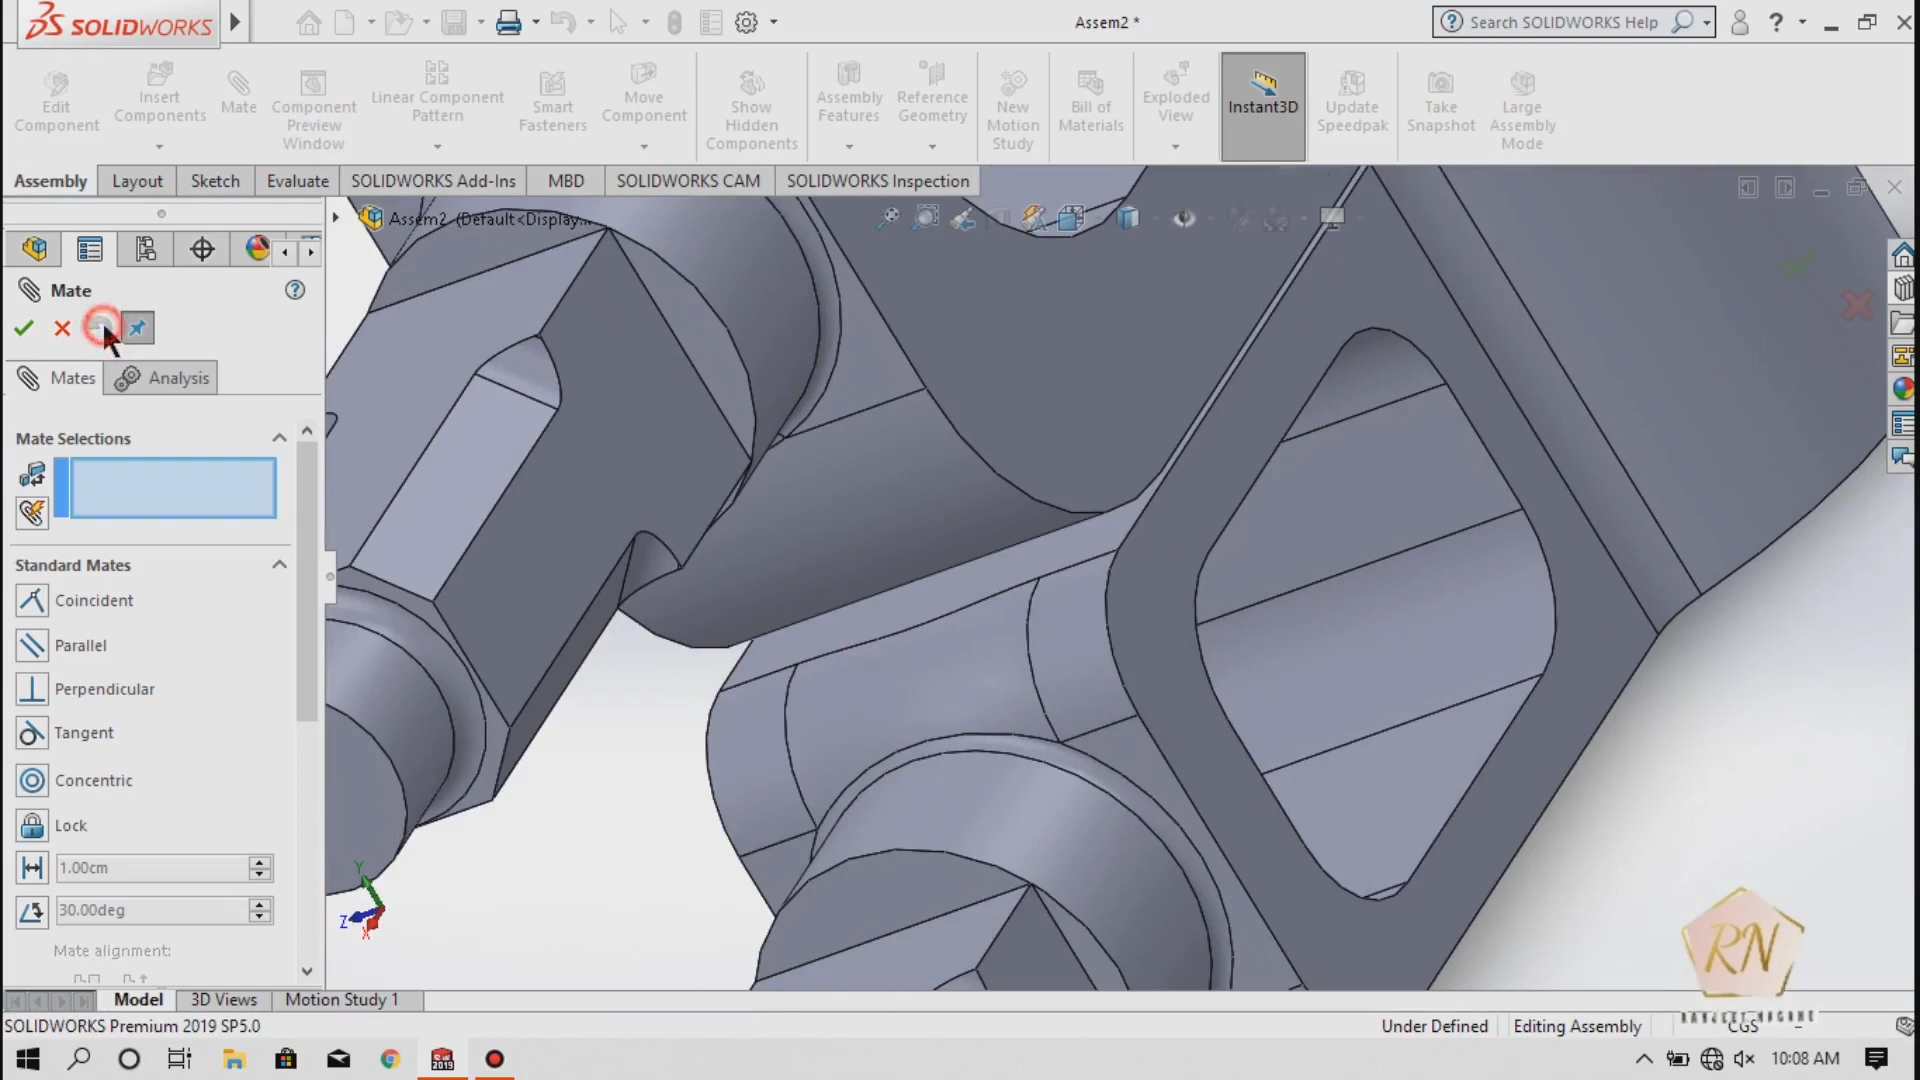 SOLIDWORKS
Assem2 *
Search SOLIDWORKS Help
?
Edit Component
Insert Components
Mate
Component Preview Window
Linear Component Pattern
Smart Fasteners
Move Component
Show Hidden Components
Assembly Features
Reference Geometry
New Motion Study
Bill of Materials
Exploded View
Instant3D
Update Speedpak
Take Snapshot
Large Assembly Mode
Assembly
Layout
Sketch
Evaluate
SOLIDWORKS Add-Ins
MBD
SOLIDWORKS CAM
SOLIDWORKS Inspection
Assem2 (Default<Display...
Mate
?
Mates
Analysis
Mate Selections
Standard Mates
Coincident
Parallel
Perpendicular
Tangent
Concentric
Lock
1.00cm
30.00deg
Mate alignment:
Y
Z
X
RN
Model
3D Views
Motion Study 1
SOLIDWORKS Premium 2019 SP5.0
Under Defined
Editing Assembly
CGS
2019
10:08 AM